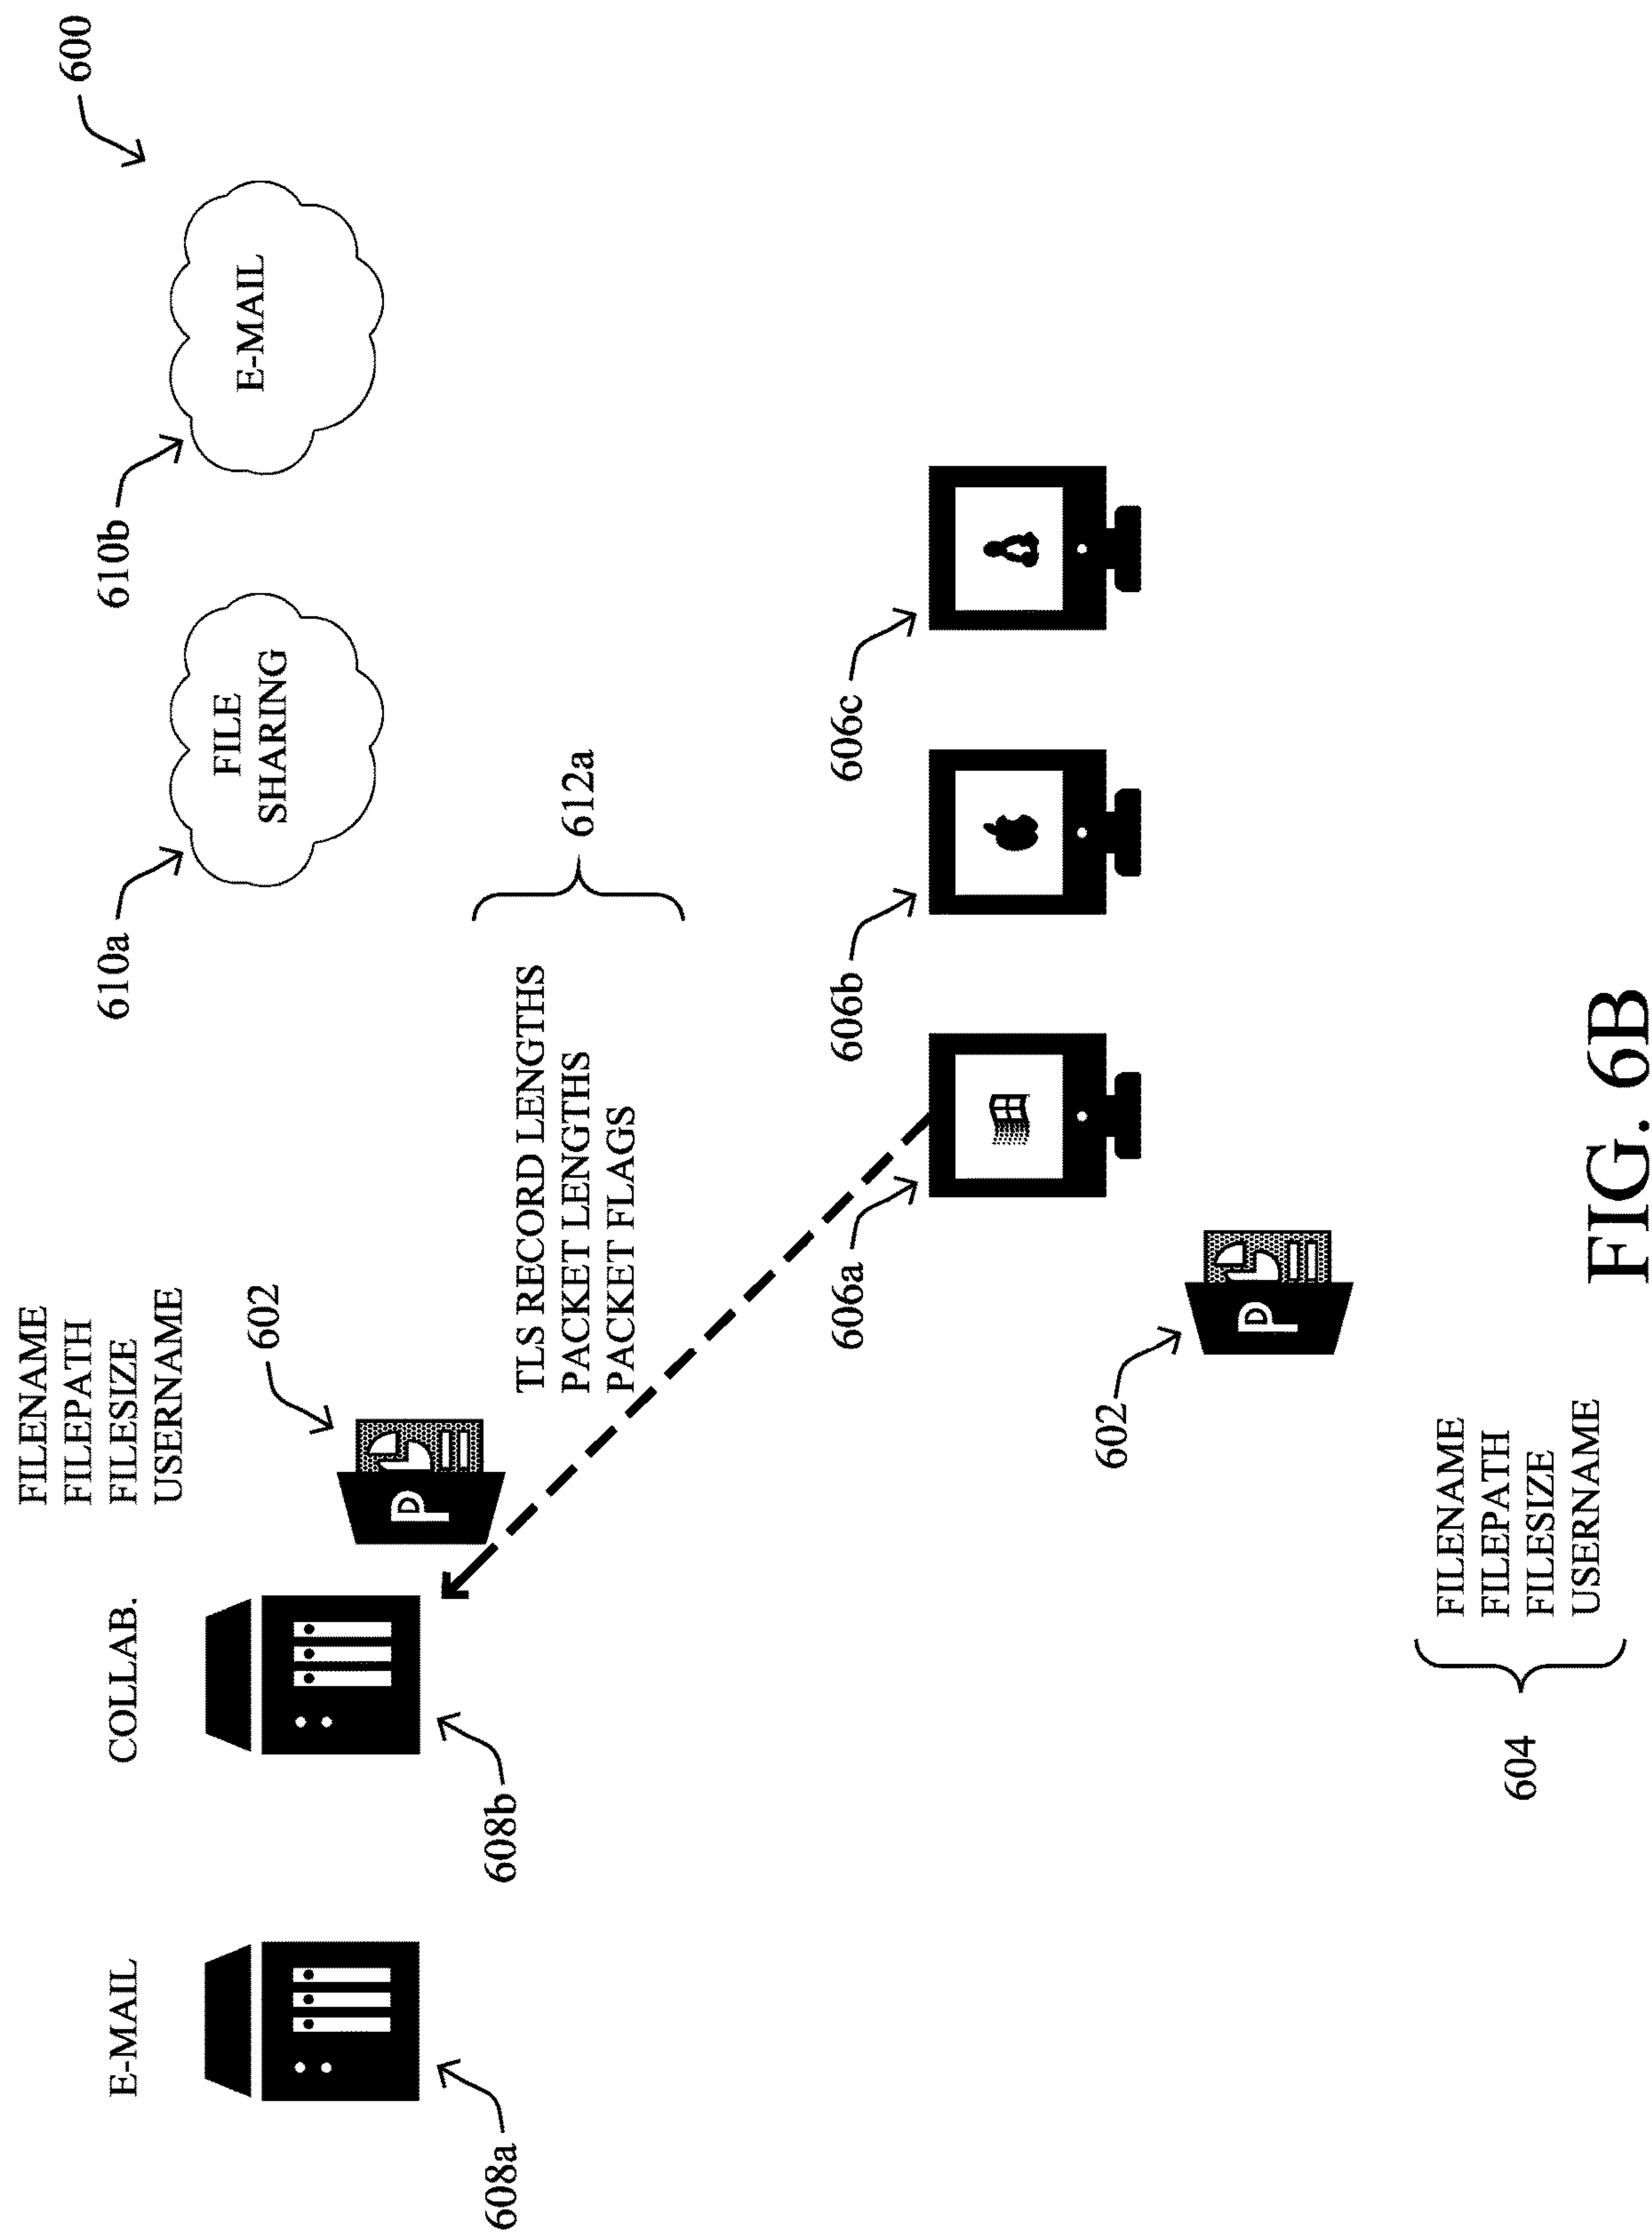 600
E-MAIL
COLLAB.
FILENAME
FILEPATH
FILESIZE
USERNAME
610a
FILE
SHARING
610b
E-MAIL
602
P
608a
608b
TLS RECORD LENGTHS
PACKET LENGTHS
PACKET FLAGS
612a
606a
606b
606c
602
P
604
FILENAME
FILEPATH
FILESIZE
USERNAME
FIG. 6B